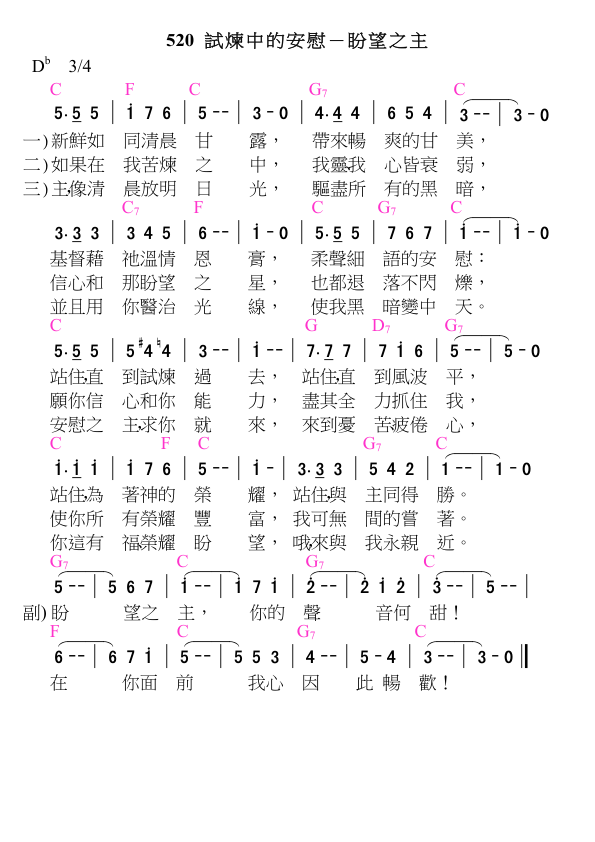 520 試煉中的安慰－盼望之主
Db 3/4
C F C G7 C
5·5 5 | i 7 6 | 5 - - | 3 - 0 | 4·4 4 | 6 5 4 | 3 - - | 3 - 0
一)新鮮如 同清晨 甘 露， 帶來暢 爽的甘 美，
二)如果在 我苦煉 之 中， 我靈，我 心皆衰 弱，
三)主，像清 晨放明 日 光， 驅盡所 有的黑 暗，
C7 F C G7 C
3·3 3 | 3 4 5 | 6 - - | i - 0 | 5·5 5 | 7 6 7 | i - - | i - 0
基督藉 祂溫情 恩 膏， 柔聲細 語的安 慰：
信心和 那盼望 之 星， 也都退 落不閃 爍，
並且用 你醫治 光 線， 使我黑 暗變中 天。
C G D7 G7
5·5 5 | 5 #4 ♮4 | 3 - - | i - - | 7·7 7 | 7 i 6 | 5 - - | 5 - 0
站住，直 到試煉 過 去， 站住，直 到風波 平，
願你信 心和你 能 力， 盡其全 力抓住 我，
安慰之 主，求你 就 來， 來到憂 苦，疲倦 心，
C F C G7 C
i·i i | i 7 6 | 5 - - | i - | 3·3 3 | 5 4 2 | 1 - - | 1 - 0
站住，為 著神的 榮 耀， 站住，與 主同得 勝。
使你所 有榮耀 豐 富， 我可無 間的嘗 著。
你這有 福，榮耀 盼 望， 哦，來與 我永親 近。
G7 C G7 C
5 - - | 5 6 7 | i - - | i 7 i | 2̇ - - | 2̇ i 2̇ | 3̇ - - | 5 - - |
副)盼 望之 主， 你的 聲 音何 甜！
F C G7 C
6 - - | 6 7 i | 5 - - | 5 5 3 | 4 - - | 5 - 4 | 3 - - | 3 - 0 ‖
在 你面 前 我心 因 此 暢 歡！